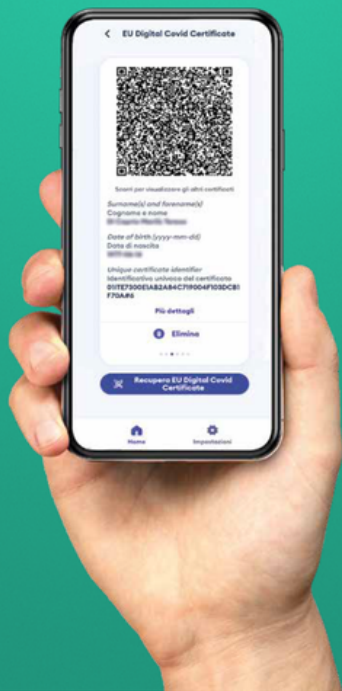 EU Digital Covid Certificate
Scorri per visualizzare gli altri certificati
Surname(s) and forename(s)
Cognome e nome
Date of birth (yyyy-mm-dd)
Data di nascita
Unique certificate identifier
Identificativo univoco del certificato
01ITE7300E1AB2A84C719004F103DCB1
F70A#6
Più dettagli
Elimina
Recupera EU Digital Covid
Certificate
Home
Impostazioni